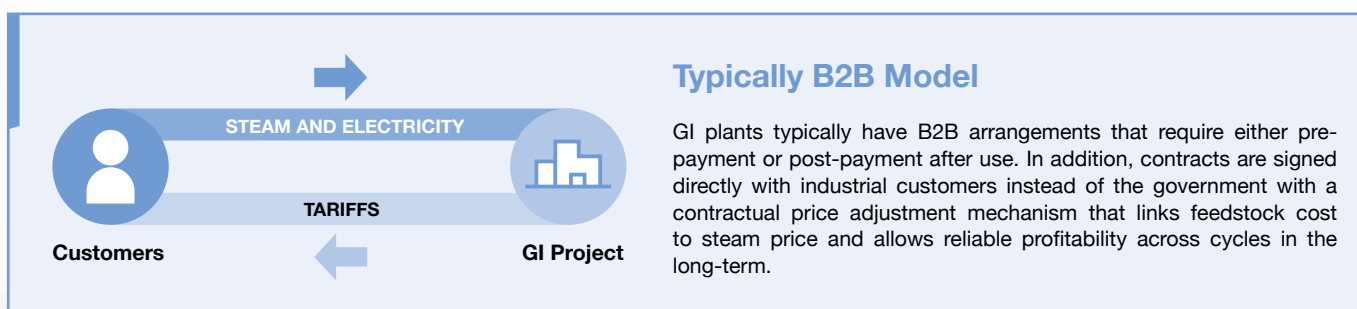 STEAM AND ELECTRICITY
TARIFFS
Customers
GI Project
Typically B2B Model
GI plants typically have B2B arrangements that require either pre-
payment or post-payment after use. In addition, contracts are signed
directly with industrial customers instead of the government with a
contractual price adjustment mechanism that links feedstock cost
to steam price and allows reliable profitability across cycles in the
long-term.